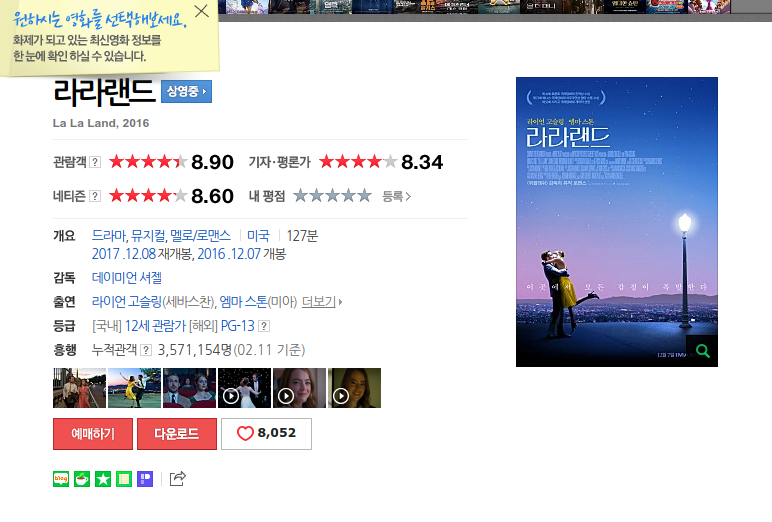 원하시는 영화를 선택해보세요.
화제가 되고 있는 최신영화 정보를
한 눈에 확인 하실 수 있습니다.
라라랜드 상영중
La La Land, 2016
관람객 ? 8.90 기자·평론가 8.34
네티즌 ? 8.60 내 평점 등록
개요 드라마, 뮤지컬, 멜로/로맨스 미국 127분
2017 .12.08 재개봉, 2016 .12.07 개봉
감독 데이미언 셔젤
출연 라이언 고슬링(세바스찬), 엠마 스톤(미아) 더보기
등급 [국내] 12세 관람가 [해외] PG-13 ?
흥행 누적관객 ? 3,571,154명(02.11 기준)
예매하기 다운로드 8,052
blog
라이언 고슬링 엠마 스톤
라라랜드
이 곳에서 모든 감정이 폭발한다